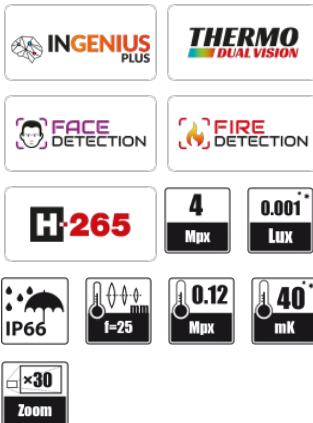 INGENIUS
PLUS
THERMO
DUAL VISION
FACE
DETECTION
FIRE
DETECTION
H·265
4
Mpx
0.001**
Lux
IP66
f=25
0.12
Mpx
40**
mK
×30
Zoom